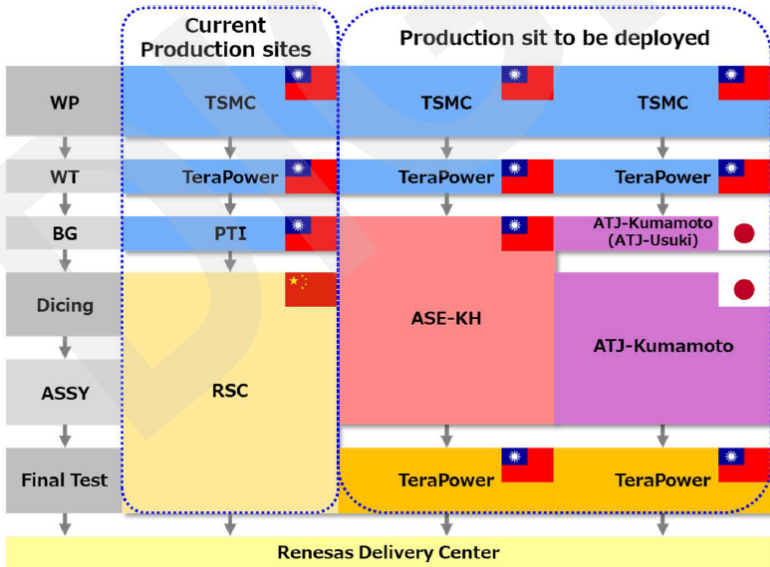 Current
Production sites
Production sit to be deployed
WP
TSMC
TSMC
TSMC
WT
TeraPower
TeraPower
TeraPower
BG
PTI
ATJ-Kumamoto
(ATJ-Usuki)
Dicing
ASE-KH
ATJ-Kumamoto
ASSY
RSC
Final Test
TeraPower
TeraPower
Renesas Delivery Center